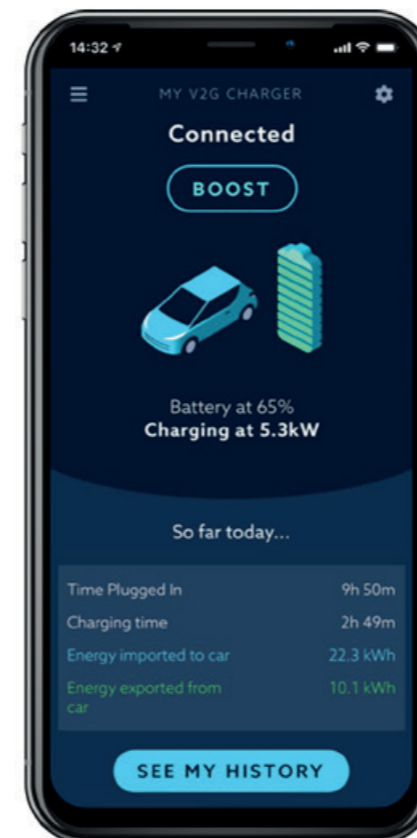 14:32
MY V2G CHARGER
Connected
BOOST
Battery at 65%
Charging at 5.3kW
So far today...
Time Plugged In 9h 50m
Charging time 2h 49m
Energy imported to car 22.3 kWh
Energy exported from 10.1 kWh
car
SEE MY HISTORY